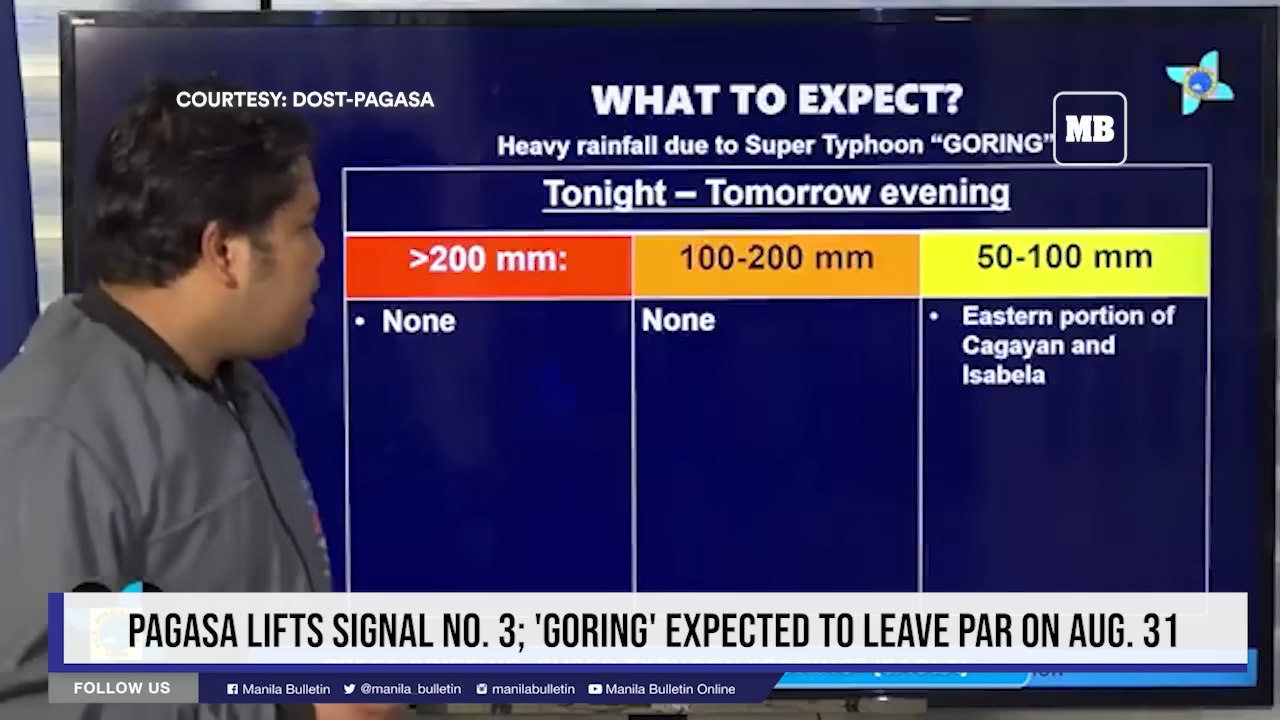 COURTESY: DOST-PAGASA
WHAT TO EXPECT?
MB
Heavy rainfall due to Super Typhoon “GORING”
Tonight – Tomorrow evening
>200 mm:
100-200 mm
50-100 mm
• None
None
• Eastern portion of
Cagayan and
Isabela
PAGASA LIFTS SIGNAL NO. 3; 'GORING' EXPECTED TO LEAVE PAR ON AUG. 31
FOLLOW US
Manila Bulletin
@manila_bulletin
manilabulletin
Manila Bulletin Online